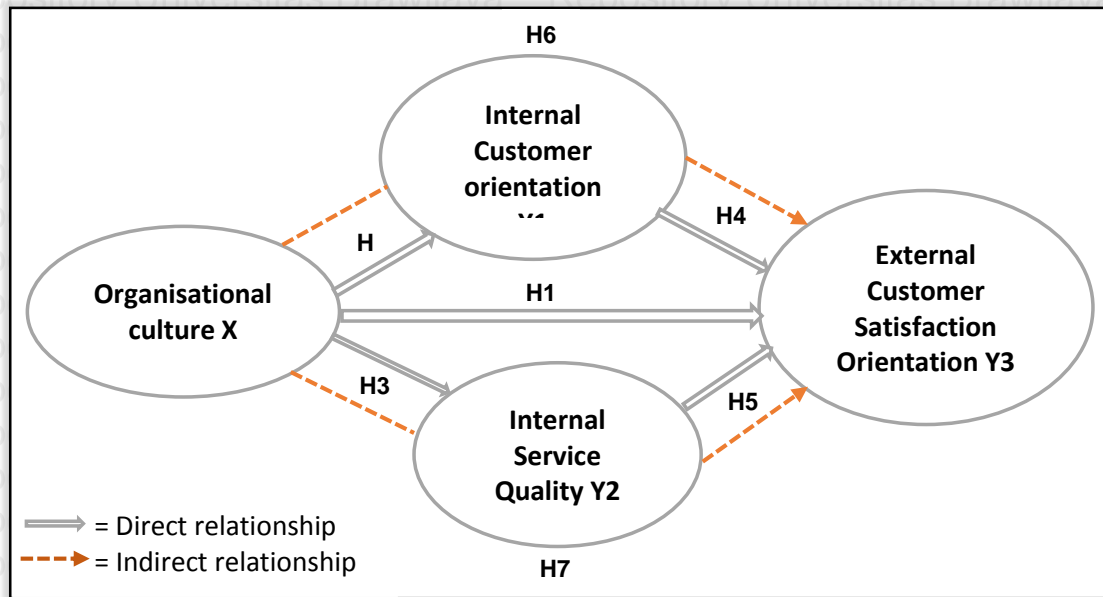 H6
Internal
Customer
orientation
H
H4
Organisational
culture X
H1
External
Customer
Satisfaction
Orientation Y3
H3
H5
Internal
Service
Quality Y2
= Direct relationship
= Indirect relationship
H7